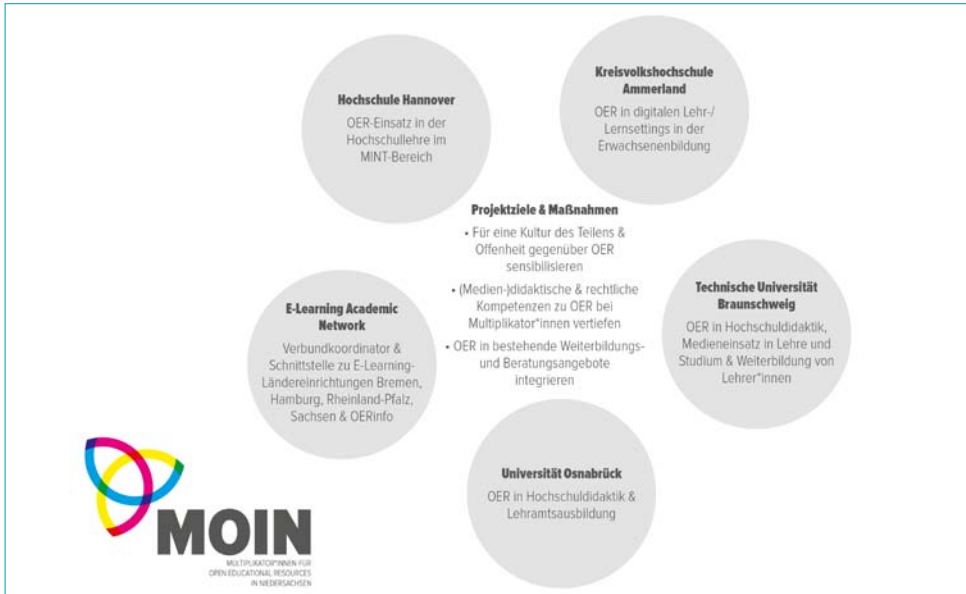 Hochschule Hannover
OER-Einsatz in der
Hochschullehre im
MINT-Bereich
Kreisvolkshochschule
Ammerland
OER in digitalen Lehr-/
Lernsettings in der
Erwachsenenbildung
Projektziele & Maßnahmen
• Für eine Kultur des Teilens &
Offenheit gegenüber OER
sensibilisieren
• (Medien-)didaktische & rechtliche
Kompetenzen zu OER bei
Multiplikator*innen vertiefen
• OER in bestehende Weiterbildungs-
und Beratungsangebote
integrieren
E-Learning Academic
Network
Verbundkoordinator &
Schnittstelle zu E-Learning-
Ländereinrichtungen Bremen,
Hamburg, Rheinland-Pfalz,
Sachsen & OERinfo
Technische Universität
Braunschweig
OER in Hochschuldidaktik,
Medieneinsatz in Lehre und
Studium & Weiterbildung von
Lehrer*innen
Universität Osnabrück
OER in Hochschuldidaktik &
Lehramtsausbildung
MOIN
MULTIPLIKATOR*INNEN FÜR
OPEN EDUCATIONAL RESOURCES
IN NIEDERSACHSEN